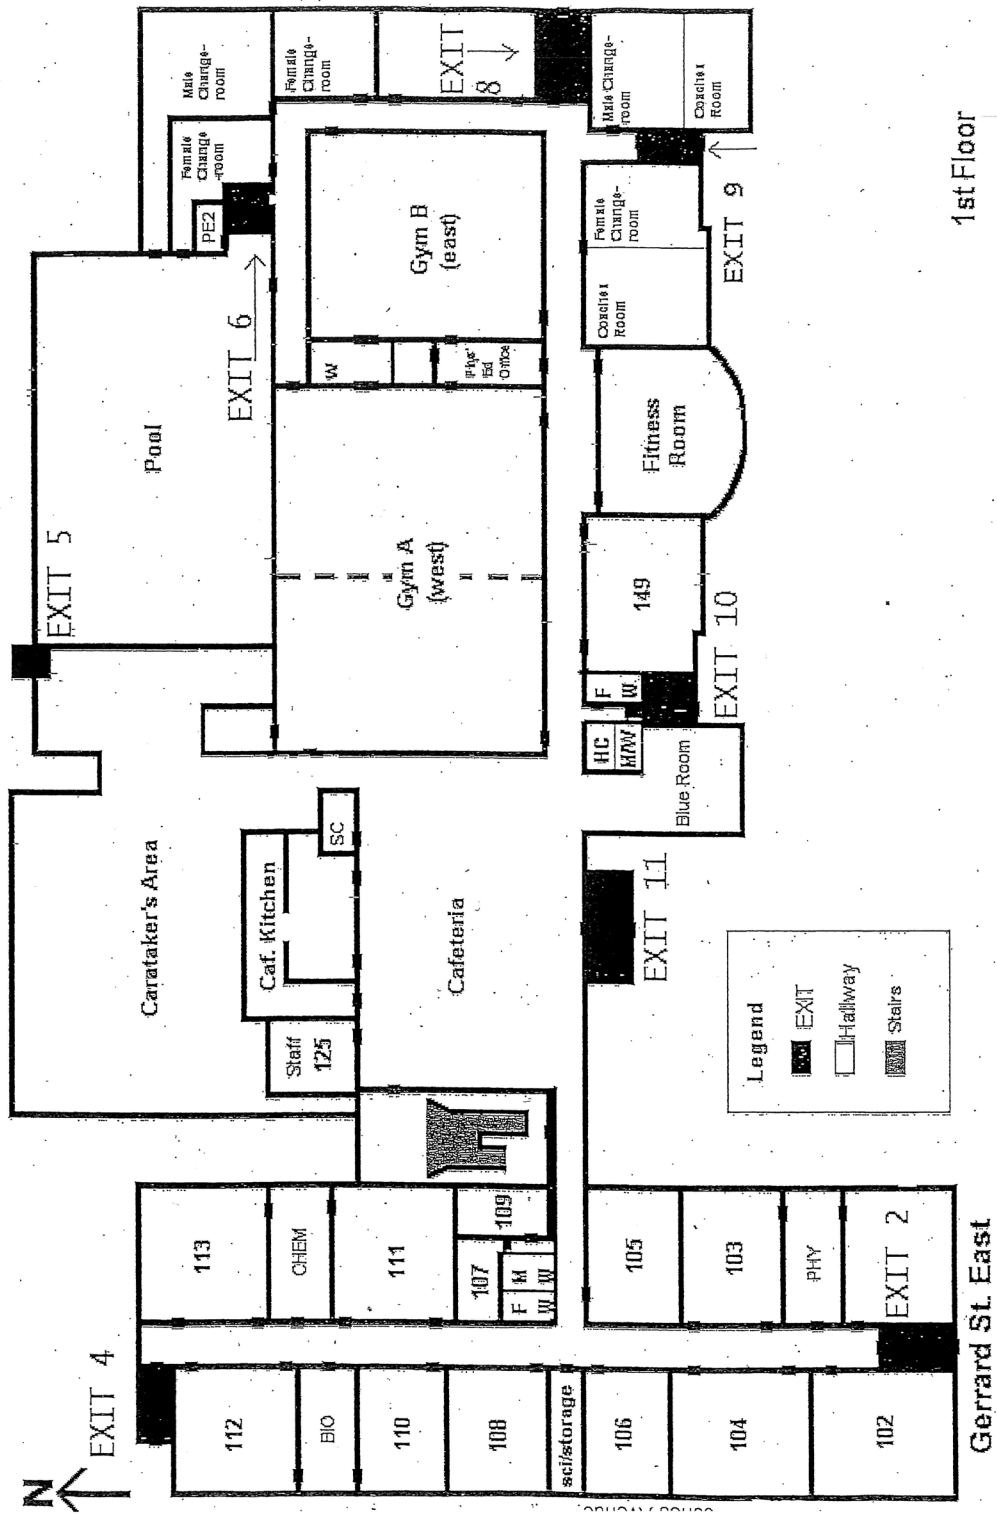 Male
Change-
room
Female
Change-
room
EXIT
8
Male Change-
room
Coaches
Room
Female
Change
-room
PE2
EXIT 6
Gym B
(east)
EXIT 9
Female
Change-
room
Coaches
Room
1st Floor
W
Phys'
Ed
Office
Pool
EXIT 5
Gym A
(west)
Fitness
Room
149
F
W
EXIT 10
HC
M/W
Blue Room
Carataker's Area
Caf. Kitchen
SC
Cafeteria
EXIT 11
Staff
125
Legend
EXIT
Hallway
Stairs
113
CHEM
111
109
107
F
W
M
W
105
103
PHY
EXIT 2
EXIT 4
112
BIO
110
108
sci/storage
106
104
102
Gerrard St. East
N